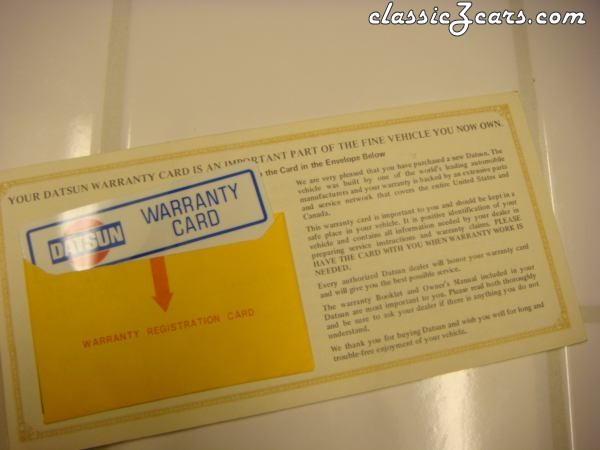 classicZcars.com
YOUR DATSUN WARRANTY CARD IS AN IMPORTANT PART OF THE FINE VEHICLE YOU NOW OWN.
the Card in the Envelope Below
WARRANTY
CARD
DATSUN
WARRANTY REGISTRATION CARD
We are very pleased that you have purchased a new Datsun. The
vehicle was built by one of the world's leading automobile
manufacturers and your warranty is backed by an extensive parts
and service network that covers the entire United States and
Canada.
This warranty card is important to you and should be kept in a
safe place in your vehicle. It is positive identification of your
vehicle and contains all information needed by your dealer in
preparing service instructions and warranty claims. PLEASE
HAVE THE CARD WITH YOU WHEN WARRANTY WORK IS
NEEDED.
Every authorized Datsun dealer will honor your warranty card
and will give you the best possible service.
The warranty Booklet and Owner's Manual included in your
Datsun are most important to you. Please read both thoroughly
and be sure to ask your dealer if there is anything you do not
understand.
We thank you for buying Datsun and wish you well for long and
trouble-free enjoyment of your vehicle.